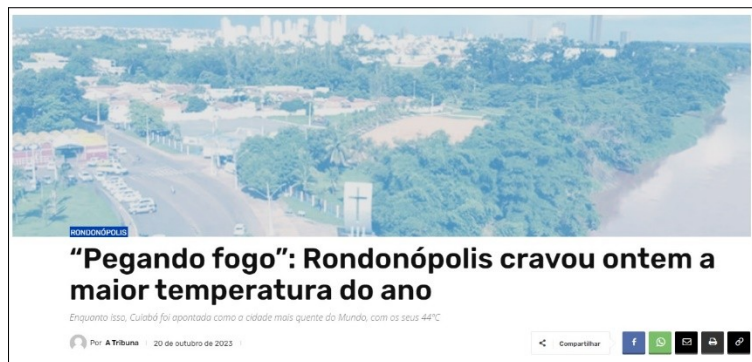 RONDONÓPOLIS
“Pegando fogo”: Rondonópolis cravou ontem a
maior temperatura do ano
Enquanto isso, Cuiabá foi apontada como a cidade mais quente do Mundo, com os seus 44°C
Por A Tribuna 20 de outubro de 2023
Compartilhar